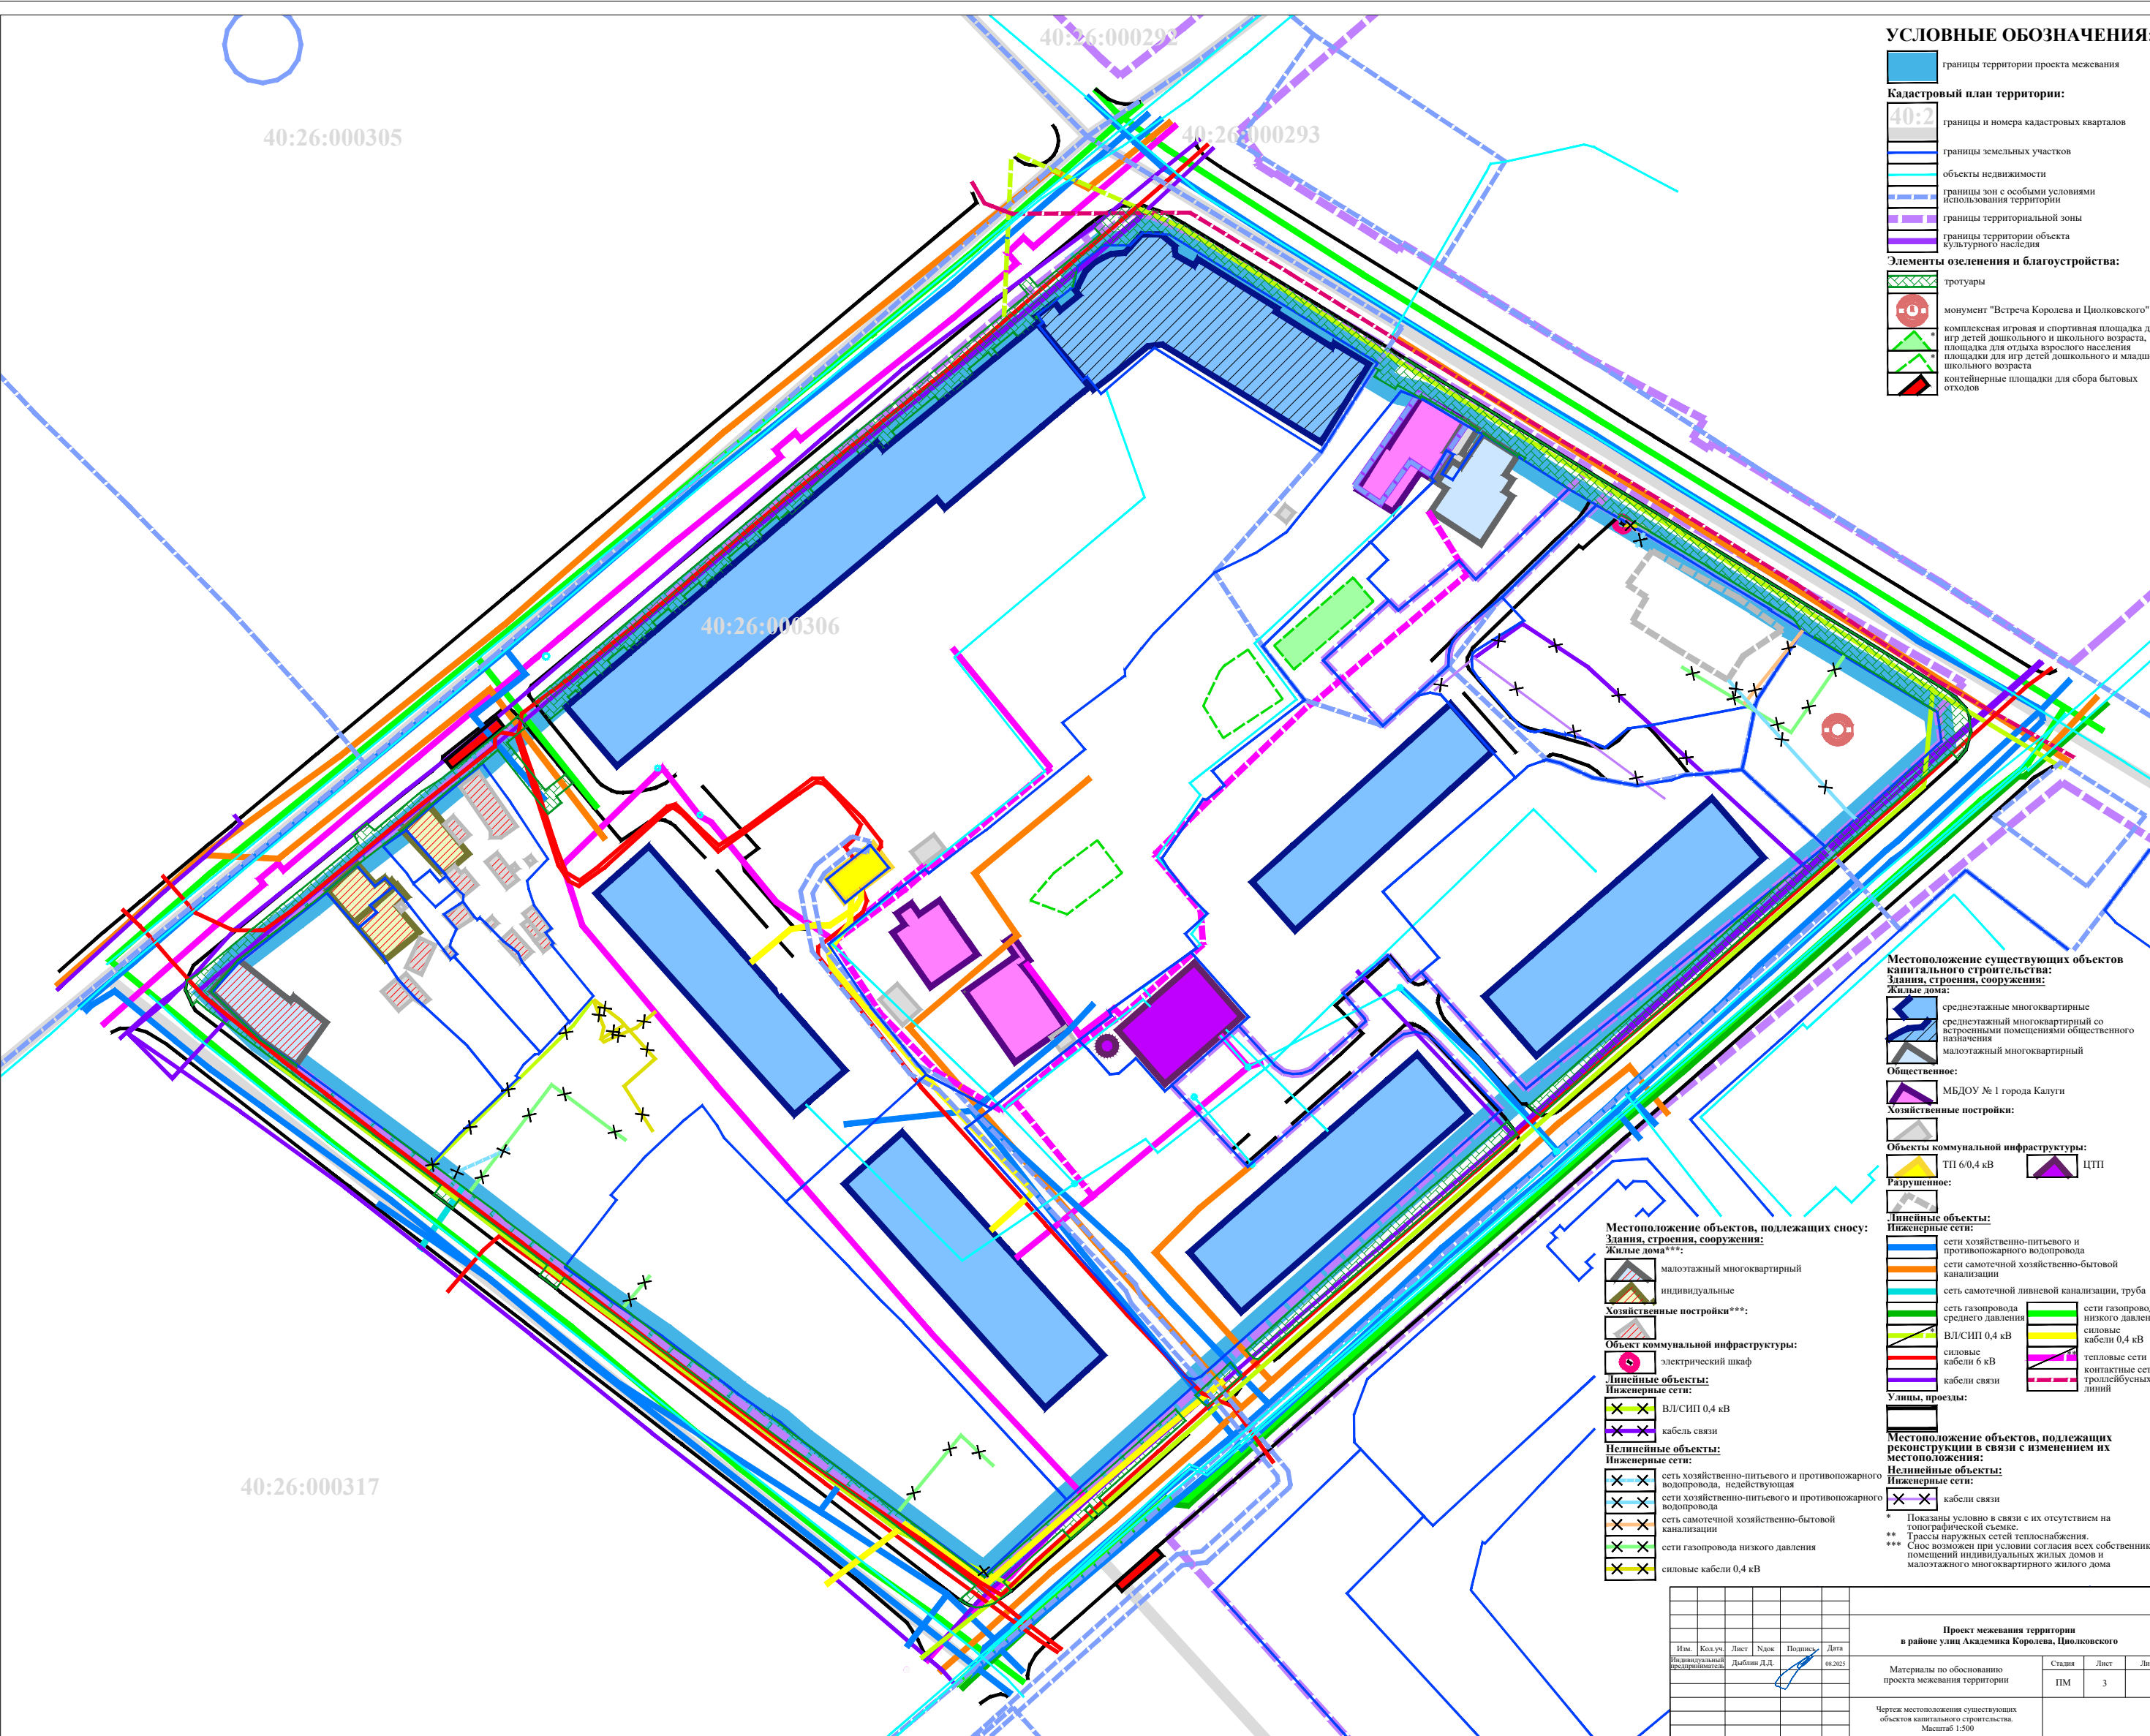 40:26:000292
40:26:000305
40:26:000293
40:26:000306
40:26:000317
УСЛОВНЫЕ ОБОЗНАЧЕНИЯ:
границы территории проекта межевания
Кадастровый план территории:
40:2
границы и номера кадастровых кварталов
границы земельных участков
объекты недвижимости
границы зон с особыми условиями
использования территории
границы территориальной зоны
границы территории объекта
культурного наследия
Элементы озеленения и благоустройства:
тротуары
монумент "Встреча Королева и Циолковского"
комплексная игровая и спортивная площадка д
*
игр детей дошкольного и школьного возраста,
площадка для отдыха взрослого населения
*
площадки для игр детей дошкольного и младш
школьного возраста
контейнерные площадки для сбора бытовых
отходов
Местоположение существующих объектов
капитального строительства:
Здания, строения, сооружения:
Жилые дома:
среднеэтажные многоквартирные
среднеэтажный многоквартирный со
встроенными помещениями общественного
назначения
малоэтажный многоквартирный
Общественное:
МБДОУ № 1 города Калуги
Хозяйственные постройки:
Объекты коммунальной инфраструктуры:
ТП 6/0,4 кВ
ЦТП
Разрушенное:
Линейные объекты:
Инженерные сети:
сети хозяйственно-питьевого и
противопожарного водопровода
сети самотечной хозяйственно-бытовой
канализации
сеть самотечной ливневой канализации, труба
сеть газопровода
среднего давления
сети газопрово
низкого давлен
ВЛ/СИП 0,4 кВ
силовые
кабели 0,4 кВ
силовые
кабели 6 кВ
тепловые сети
кабели связи
контактные сет
троллейбусных
линий
Улицы, проезды:
Местоположение объектов, подлежащих
реконструкции в связи с изменением их
местоположения:
Нелинейные объекты:
Инженерные сети:
кабели связи
* Показаны условно в связи с их отсутствием на
топографической съемке.
** Трассы наружных сетей теплоснабжения.
*** Снос возможен при условии согласия всех собственник
помещений индивидуальных жилых домов и
малоэтажного многоквартирного жилого дома
Местоположение объектов, подлежащих сносу:
Здания, строения, сооружения:
Жилые дома***:
малоэтажный многоквартирный
индивидуальные
Хозяйственные постройки***:
Объект коммунальной инфраструктуры:
электрический шкаф
Линейные объекты:
Инженерные сети:
ВЛ/СИП 0,4 кВ
кабель связи
Нелинейные объекты:
Инженерные сети:
сеть хозяйственно-питьевого и противопожарного
водопровода, недействующая
сети хозяйственно-питьевого и противопожарного
водопровода
сеть самотечной хозяйственно-бытовой
канализации
сети газопровода низкого давления
силовые кабели 0,4 кВ
Проект межевания территории
в районе улиц Академика Королева, Циолковского
Изм. Кол.уч. Лист Nдок Подпись Дата
Индивидуальный
предприниматель
Дыблин Д.Д.
08.2025
Материалы по обоснованию
проекта межевания территории
Стадия Лист Ли
ПМ 3
Чертеж местоположения существующих
объектов капитального строительства.
Масштаб 1:500